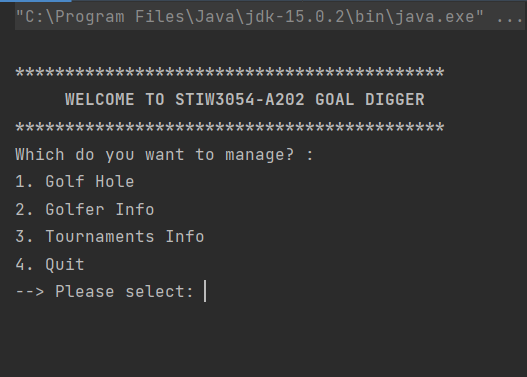 "C:\Program Files\Java\jdk-15.0.2\bin\java.exe" ...
*******************************************
WELCOME TO STIW3054-A202 GOAL DIGGER
*******************************************
Which do you want to manage? :
1. Golf Hole
2. Golfer Info
3. Tournaments Info
4. Quit
--> Please select: